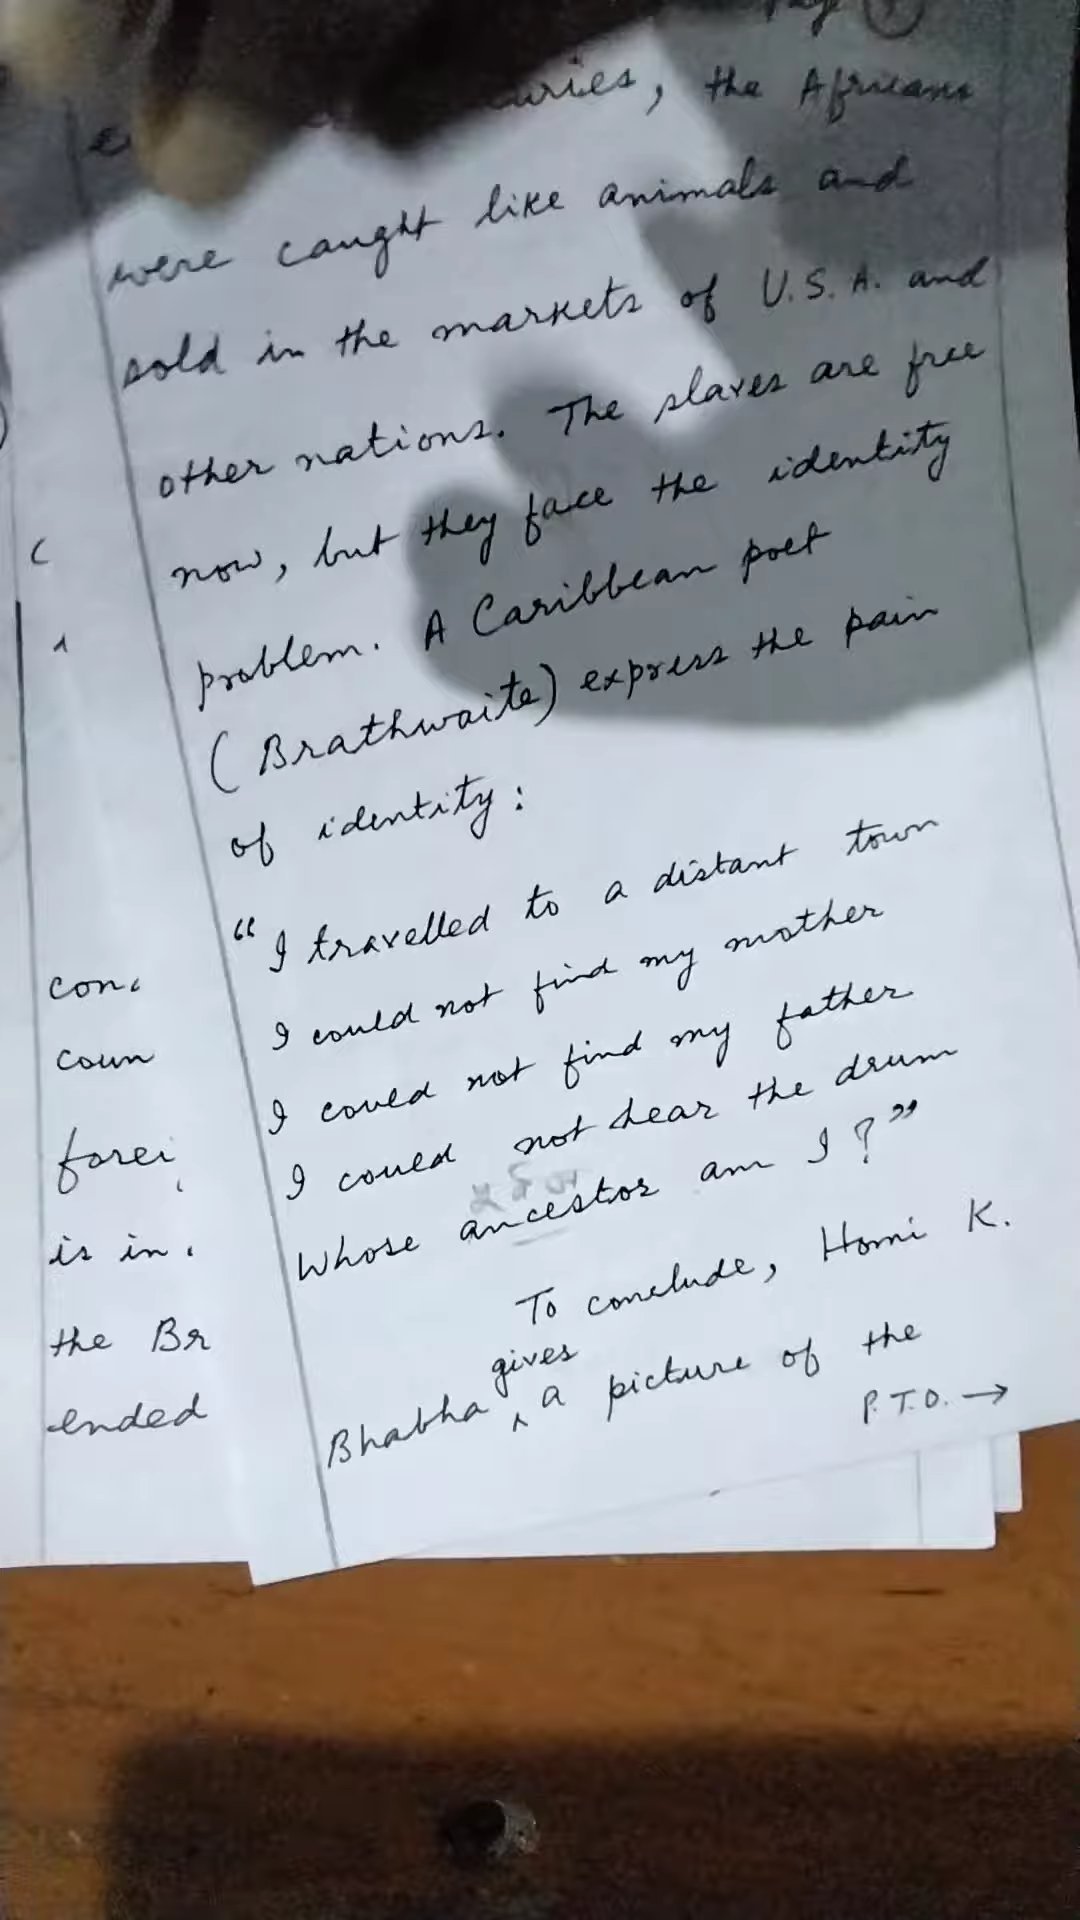 the Africans
were caught like animals and
sold in the markets of U.S.A. and
other nations. The slaves are free
now, but they face the identity
problem. A Caribbean poet
(Brathwaite) express the pain
of identity:
"I travelled to a distant town
I could not find my mother
I could not find my father
I could not hear the drum
Whose ancestor am I?"
To conclude, Homi K.
gives
Bhabha ^ a picture of the
P.T.O. →
coun
forei
is in
the Br
ended